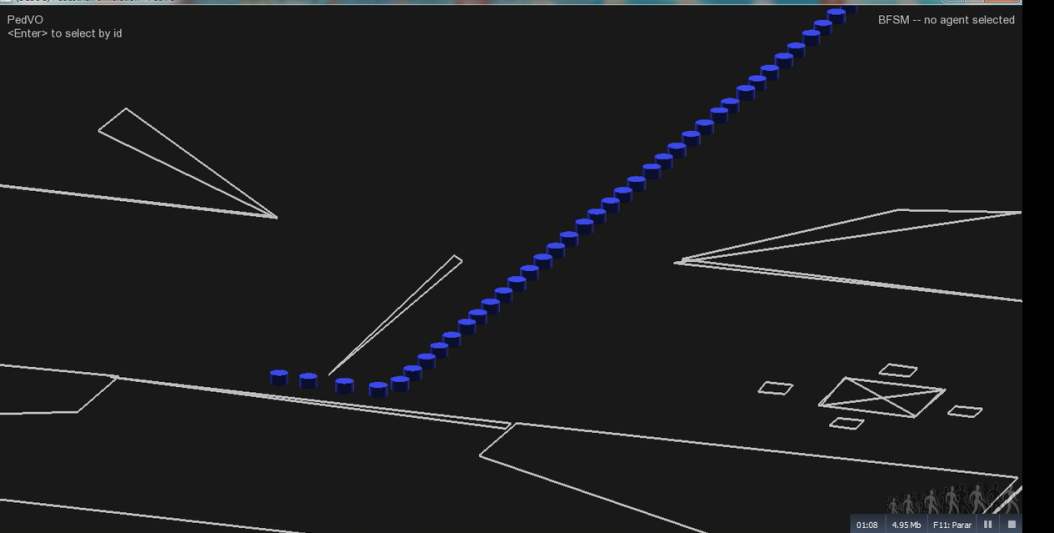 PedVO
BFSM -- no agent selected
<Enter> to select by id
01:08 4.95 Mb F11: Parar